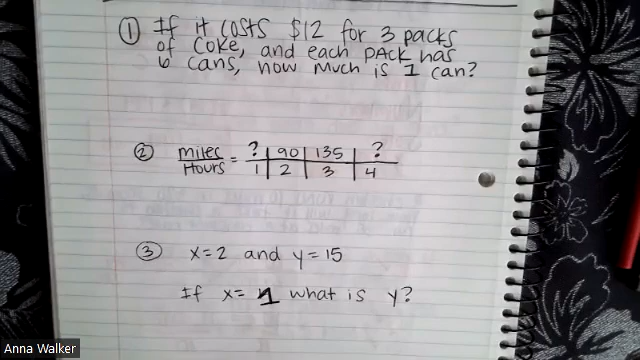 ① If it costs $12 for 3 packs
of Coke, and each pack has
6 cans, how much is 1 can?
② miles/Hours = ? | 90 | 135 | ?
1 | 2 | 3 | 4
③ x=2 and y=15
If x= 1 what is y?
Anna Walker